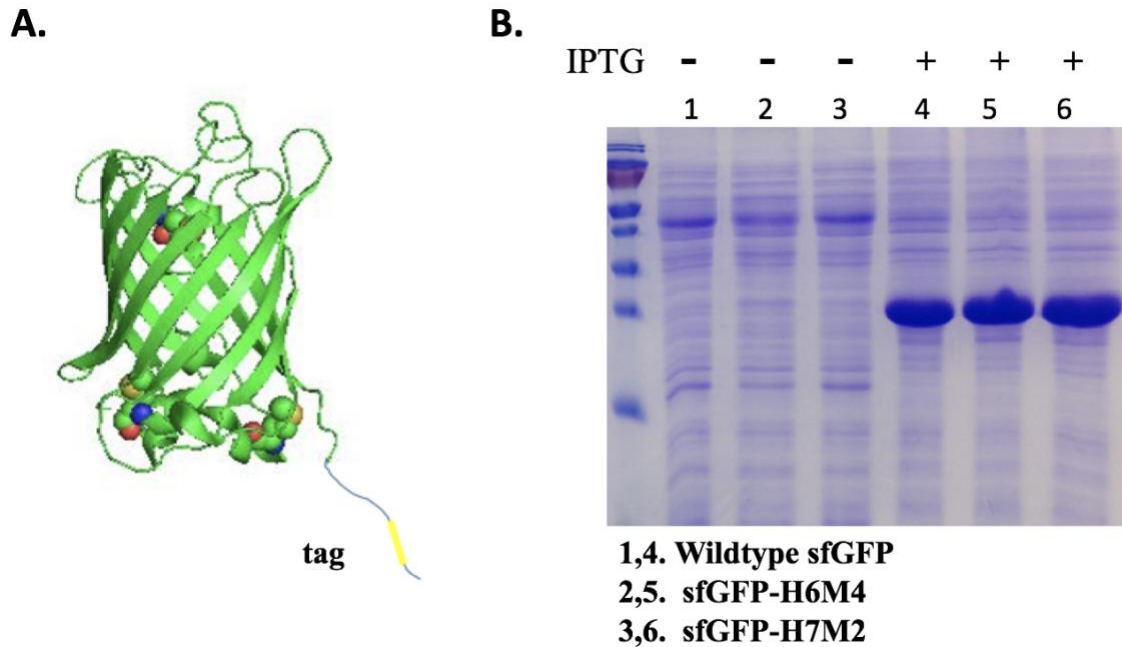 A.
B.
IPTG - - - + + +
1 2 3 4 5 6
tag
1,4. Wildtype sfGFP
2,5. sfGFP-H6M4
3,6. sfGFP-H7M2